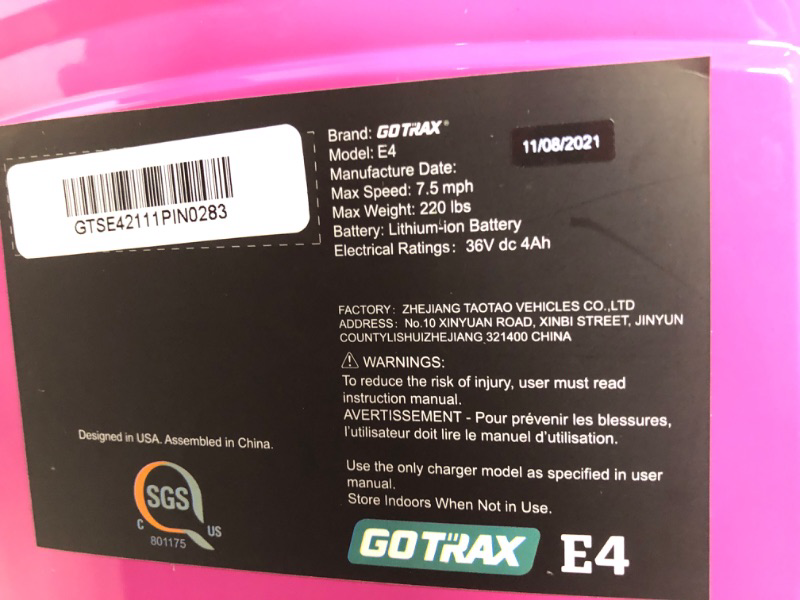 GTSE42111PIN0283
Brand: GOTRAX®
Model: E4
Manufacture Date: 11/08/2021
Max Speed: 7.5 mph
Max Weight: 220 lbs
Battery: Lithium-ion Battery
Electrical Ratings: 36V dc 4Ah
FACTORY: ZHEJIANG TAOTAO VEHICLES CO.,LTD
ADDRESS: No.10 XINYUAN ROAD, XINBI STREET, JINYUN
COUNTYLISHUIZHEJIANG 321400 CHINA
⚠ WARNINGS:
To reduce the risk of injury, user must read
instruction manual.
AVERTISSEMENT - Pour prévenir les blessures,
l'utilisateur doit lire le manuel d'utilisation.
Use the only charger model as specified in user
manual.
Store Indoors When Not in Use.
Designed in USA. Assembled in China.
SGS
C US
801175
GOTRAX E4